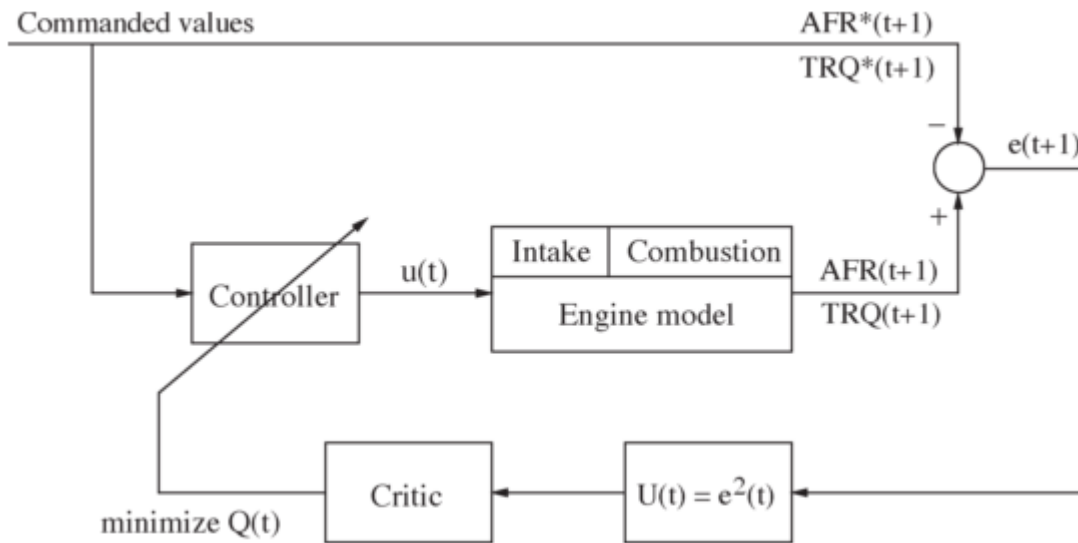 Commanded values
AFR*(t+1)
TRQ*(t+1)
−
e(t+1)
+
Intake
Combustion
Controller
u(t)
Engine model
AFR(t+1)
TRQ(t+1)
Critic
U(t) = e²(t)
minimize Q(t)